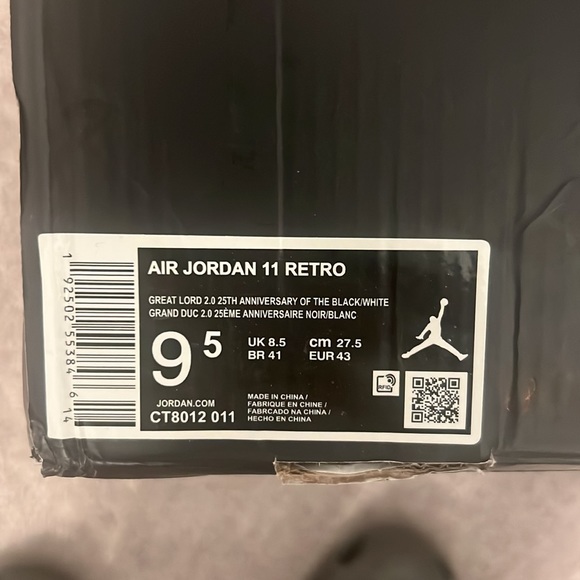 AIR JORDAN 11 RETRO
GREAT LORD 2.0 25TH ANNIVERSARY OF THE BLACK/WHITE
GRAND DUC 2.0 25ÈME ANNIVERSAIRE NOIR/BLANC
9 5
UK 8.5 cm 27.5
BR 41 EUR 43
RFID
JORDAN.COM
CT8012 011
MADE IN CHINA /
FABRIQUE EN CHINE /
FABRCADO NA CHINA /
HECHO EN CHINA
1 92502 55384 6 14